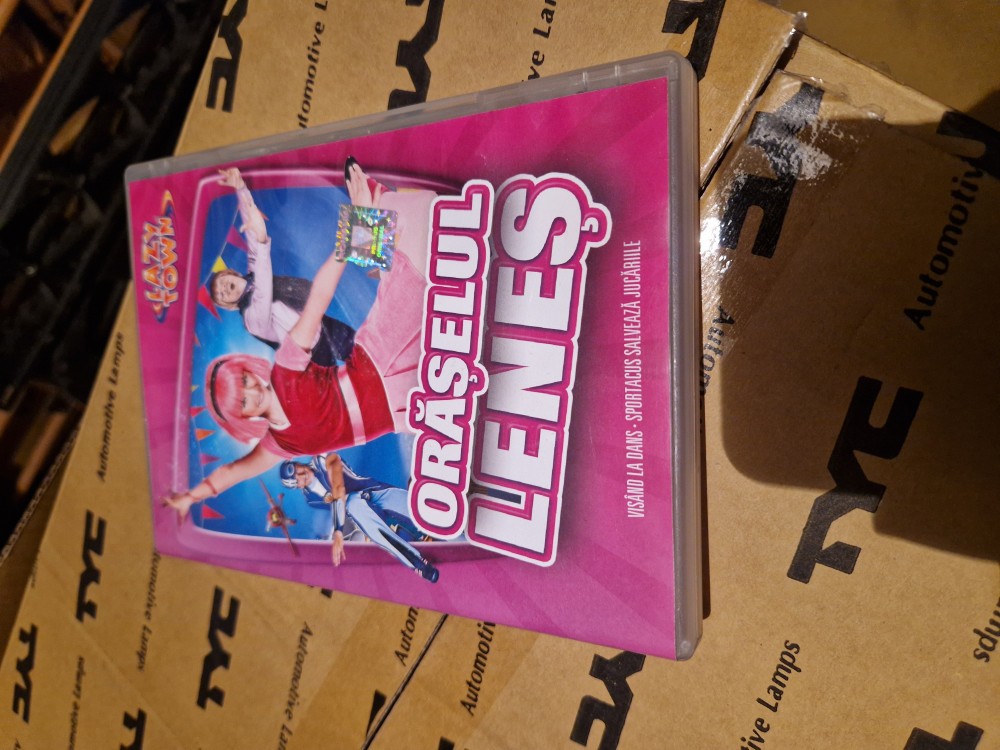 LAZY
TOWN
ORĂȘELUL
LENEȘ
VISÂND LA DANS · SPORTACUS SALVEAZĂ JUCĂRIILE
TYC
Automotive Lamps
TYC
Automotive Lamps
TYC
Automotive Lamps
TYC
Automotive
TYC